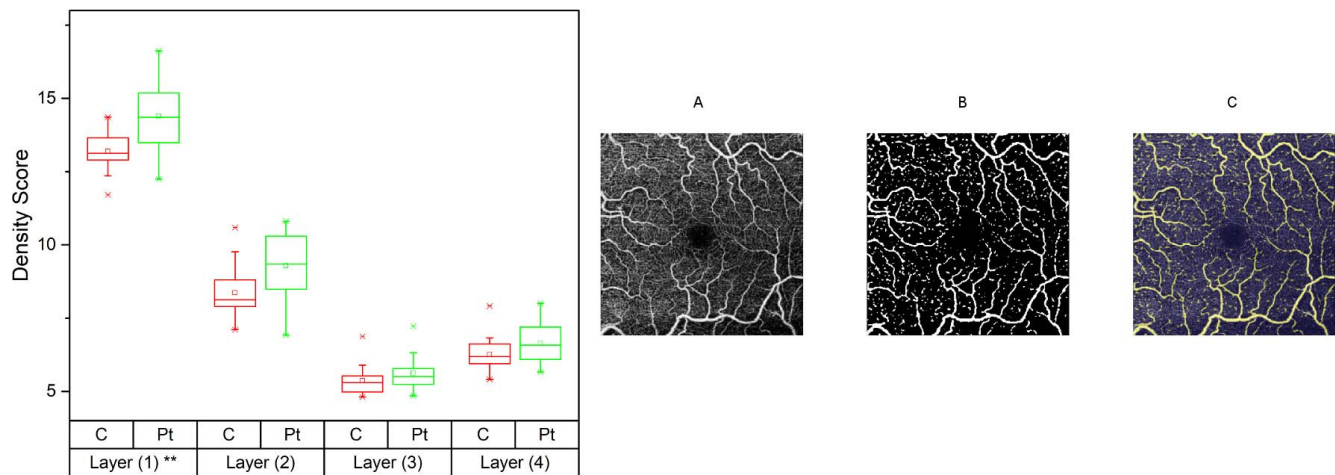 Density Score
15
10
5
C Pt C Pt C Pt C Pt
Layer (1) ** Layer (2) Layer (3) Layer (4)
A B C